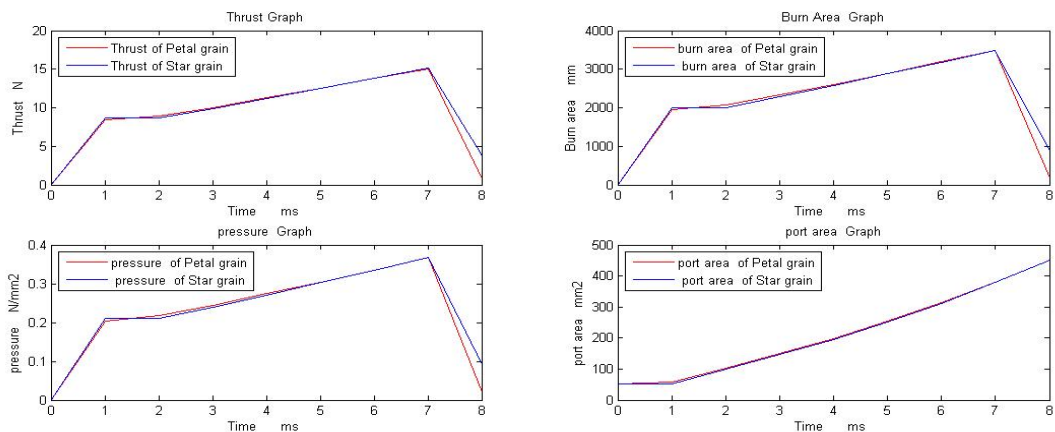 Thrust Graph
20
15
10
5
0
Thrust N
Thrust of Petal grain
Thrust of Star grain
0 1 2 3 4 5 6 7 8
Time ms
Burn Area Graph
4000
3000
2000
1000
0
Burn area mm
burn area of Petal grain
burn area of Star grain
0 1 2 3 4 5 6 7 8
Time ms
pressure Graph
0.4
0.3
0.2
0.1
0
pressure N/mm2
pressure of Petal grain
pressure of Star grain
0 1 2 3 4 5 6 7 8
Time ms
port area Graph
500
400
300
200
100
0
port area mm2
port area of Petal grain
port area of Star grain
0 1 2 3 4 5 6 7 8
Time ms